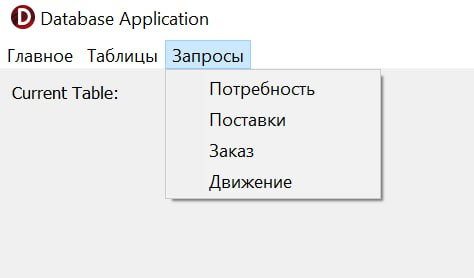 Database Application
Главное Таблицы Запросы
Current Table:
Потребность
Поставки
Заказ
Движение